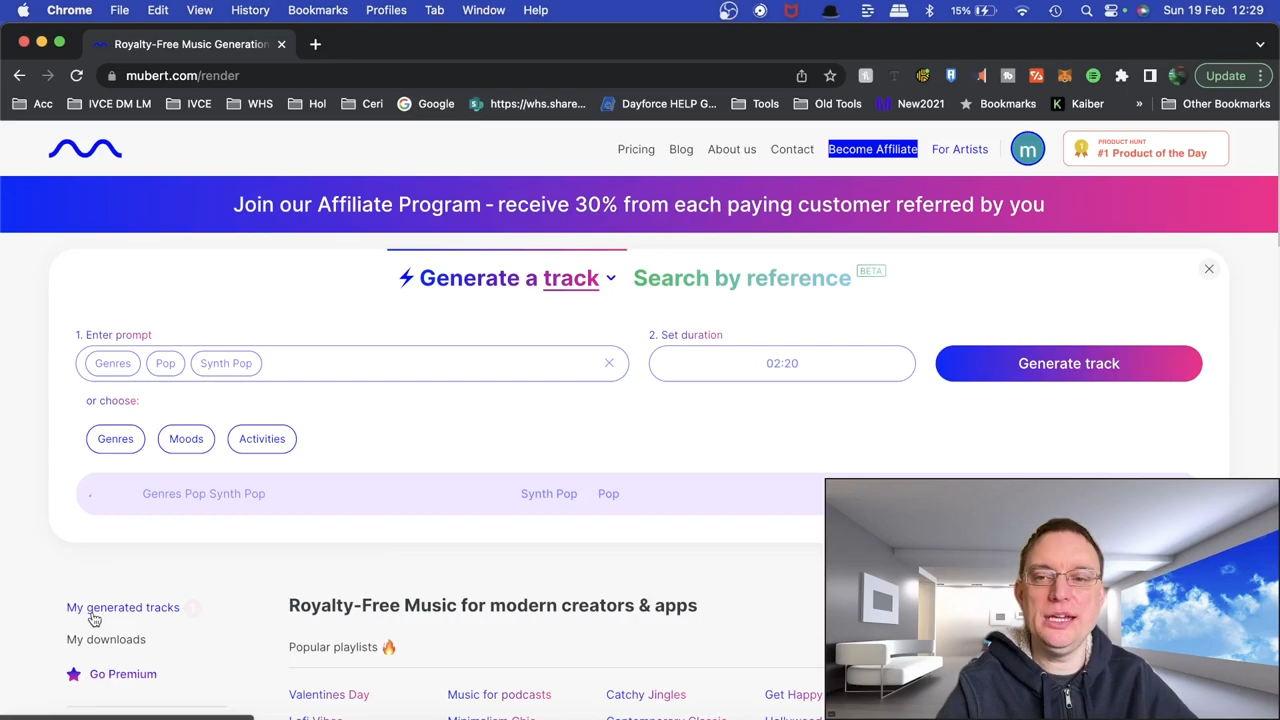 Chrome File Edit View History Bookmarks Profiles Tab Window Help 15% Sun 19 Feb 12:29
Royalty-Free Music Generation
mubert.com/render Update
Acc IVCE DM LM IVCE WHS Hol Ceri Google https://whs.share... Dayforce HELP G... Tools Old Tools New2021 Bookmarks Kaiber » Other Bookmarks
Pricing Blog About us Contact Become Affiliate For Artists m PRODUCT HUNT
#1 Product of the Day
Join our Affiliate Program - receive 30% from each paying customer referred by you
Generate a track Search by reference BETA
1. Enter prompt 2. Set duration
Genres Pop Synth Pop 02:20 Generate track
or choose:
Genres Moods Activities
Genres Pop Synth Pop Synth Pop Pop
My generated tracks
Royalty-Free Music for modern creators & apps
My downloads
Popular playlists
Go Premium
Valentines Day Music for podcasts Catchy Jingles Get Happy